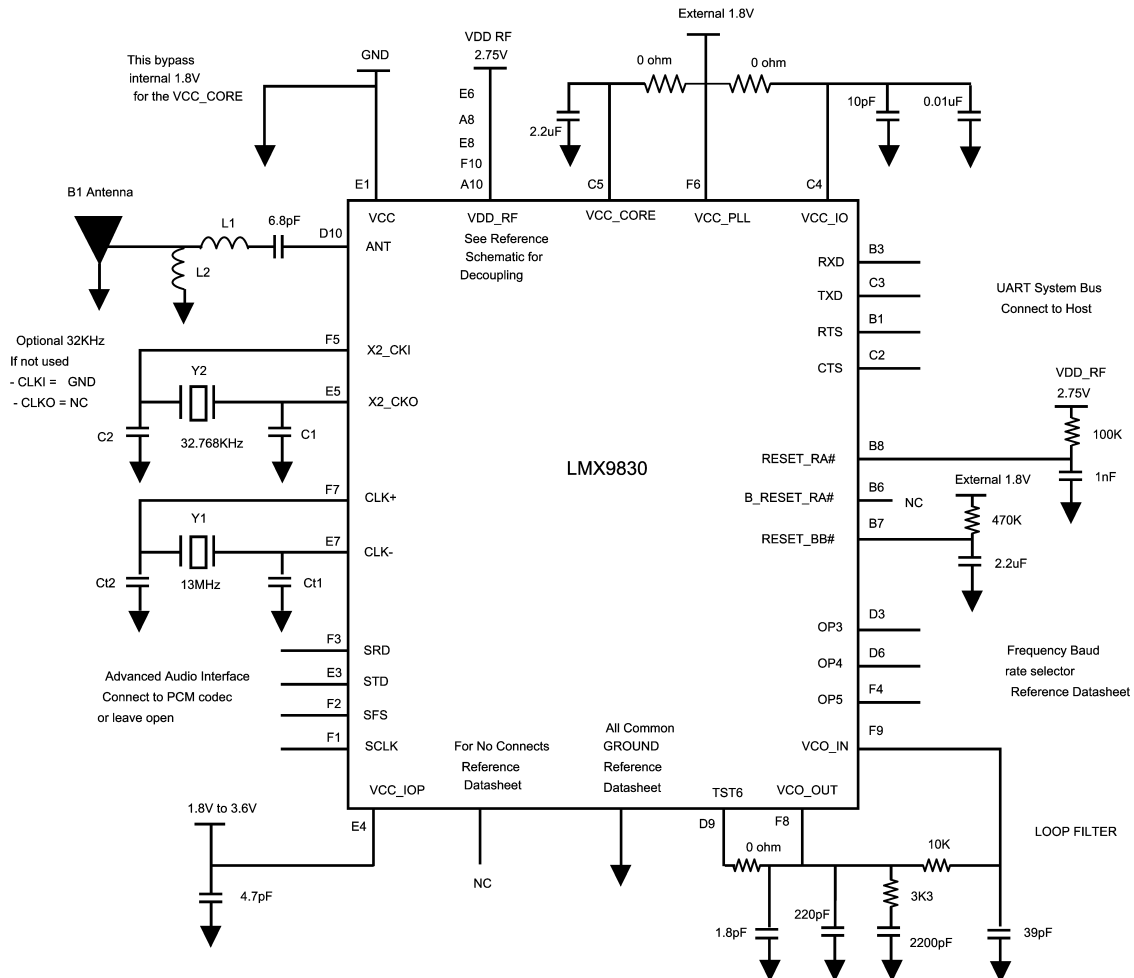 External 1.8V
VDD RF
2.75V
GND
This bypass
internal 1.8V
for the VCC_CORE
0 ohm
0 ohm
E6
A8
E8
F10
A10
2.2uF
10pF
0.01uF
E1
C5
F6
C4
B1 Antenna
VCC
VDD_RF
VCC_CORE
VCC_PLL
VCC_IO
See Reference
Schematic for
Decoupling
L1
6.8pF
D10
ANT
L2
RXD
B3
TXD
C3
RTS
B1
CTS
C2
UART System Bus
Connect to Host
Optional 32KHz
If not used
- CLKI = GND
- CLKO = NC
F5
X2_CKI
Y2
E5
X2_CKO
C2
32.768KHz
C1
VDD_RF
2.75V
100K
1nF
LMX9830
RESET_RA#
B8
B_RESET_RA#
B6
NC
RESET_BB#
B7
External 1.8V
470K
2.2uF
F7
CLK+
Y1
E7
CLK-
Ct2
13MHz
Ct1
F3
SRD
E3
STD
F2
SFS
F1
SCLK
Advanced Audio Interface
Connect to PCM codec
or leave open
OP3
D3
OP4
D6
OP5
F4
Frequency Baud
rate selector
Reference Datasheet
VCO_IN
F9
For No Connects
Reference
Datasheet
All Common
GROUND
Reference
Datasheet
VCC_IOP
TST6
VCO_OUT
1.8V to 3.6V
E4
D9
F8
LOOP FILTER
4.7pF
NC
0 ohm
10K
3K3
1.8pF
220pF
2200pF
39pF